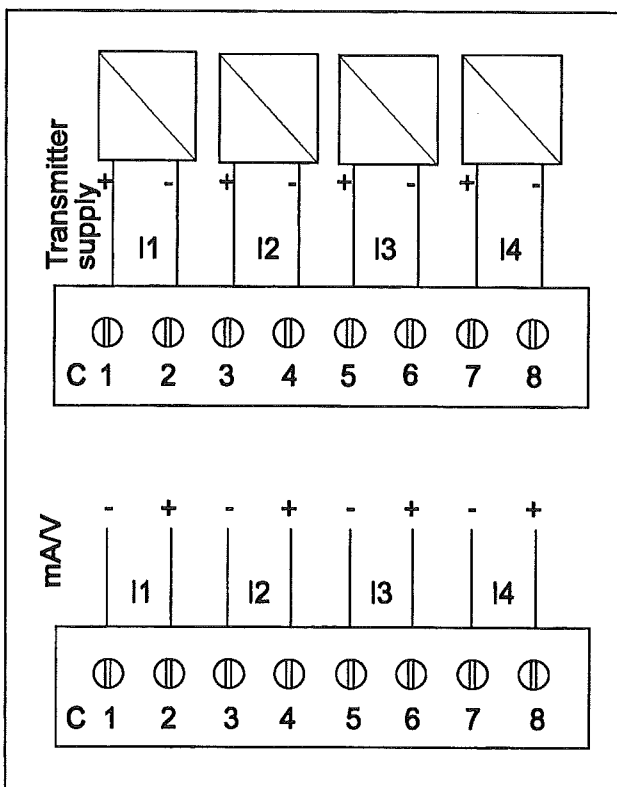 Transmitter
supply
+ - + - + - + -
I1 I2 I3 I4
C 1 2 3 4 5 6 7 8
mA/V
- + - + - + - +
I1 I2 I3 I4
C 1 2 3 4 5 6 7 8